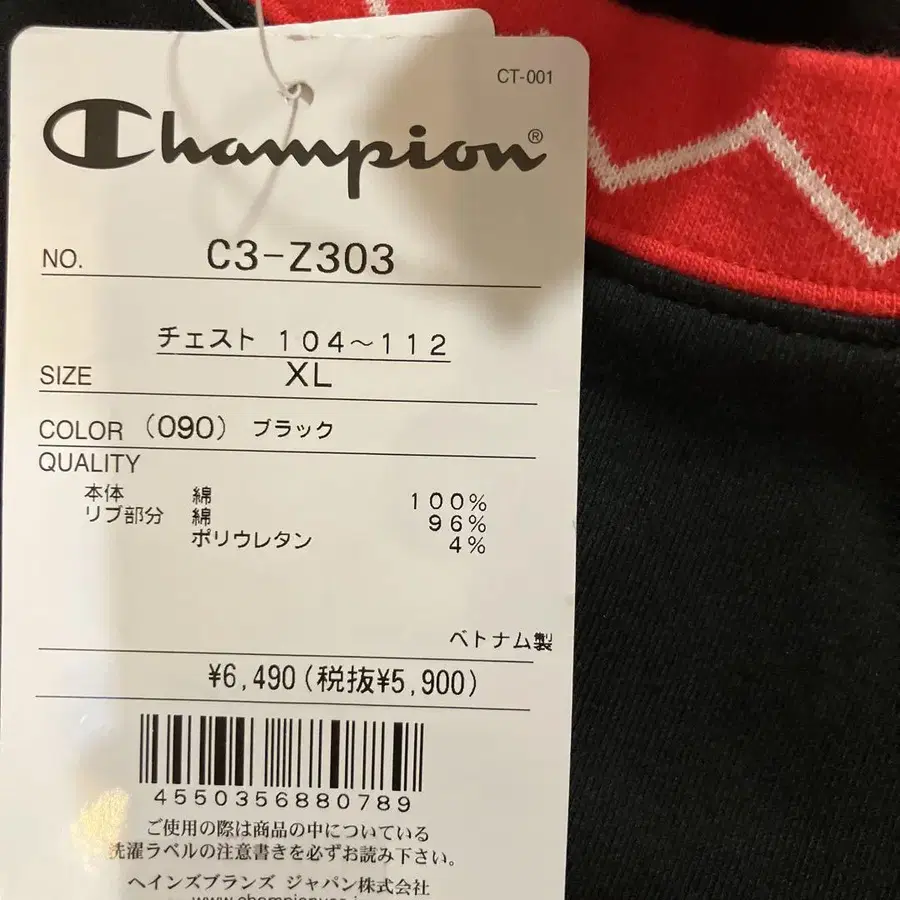 CT-001
Champion®
NO. C3-Z303
チェスト 104～112
SIZE XL
COLOR (090) ブラック
QUALITY
本体 綿 100%
リブ部分 綿 96%
ポリウレタン 4%
ベトナム製
¥6,490(税抜¥5,900)
4550356880789
ご使用の際は商品の中についている
洗濯ラベルの注意書きを必ずお読み下さい。
ヘインズブランズ ジャパン株式会社